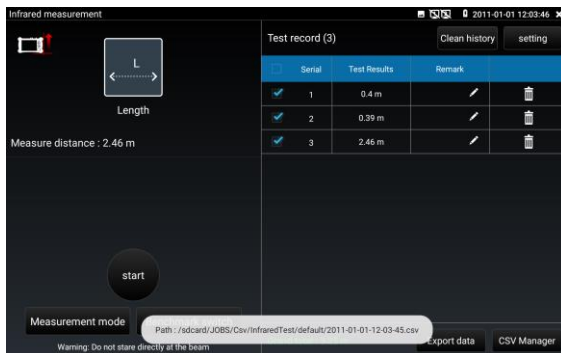 Infrared measurement
2011-01-01 12:03:46
L
Length
Measure distance : 2.46 m
start
Measurement mode
Warning: Do not stare directly at the beam
Test record (3)
Clean history
setting
Serial Test Results Remark
1 0.4 m
2 0.39 m
3 2.46 m
Path : /sdcard/JOBS/Csv/InfraredTest/default/2011-01-01-12-03-45.csv
Export data
CSV Manager